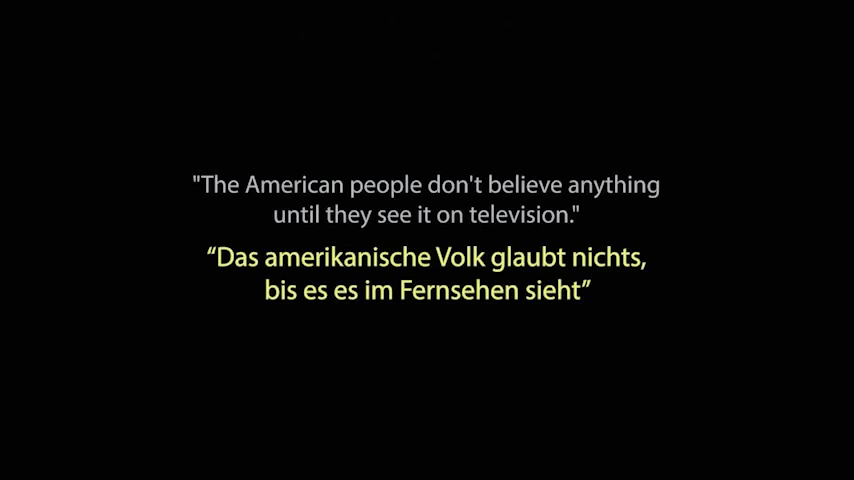 "The American people don't believe anything
until they see it on television."
“Das amerikanische Volk glaubt nichts,
bis es es im Fernsehen sieht”